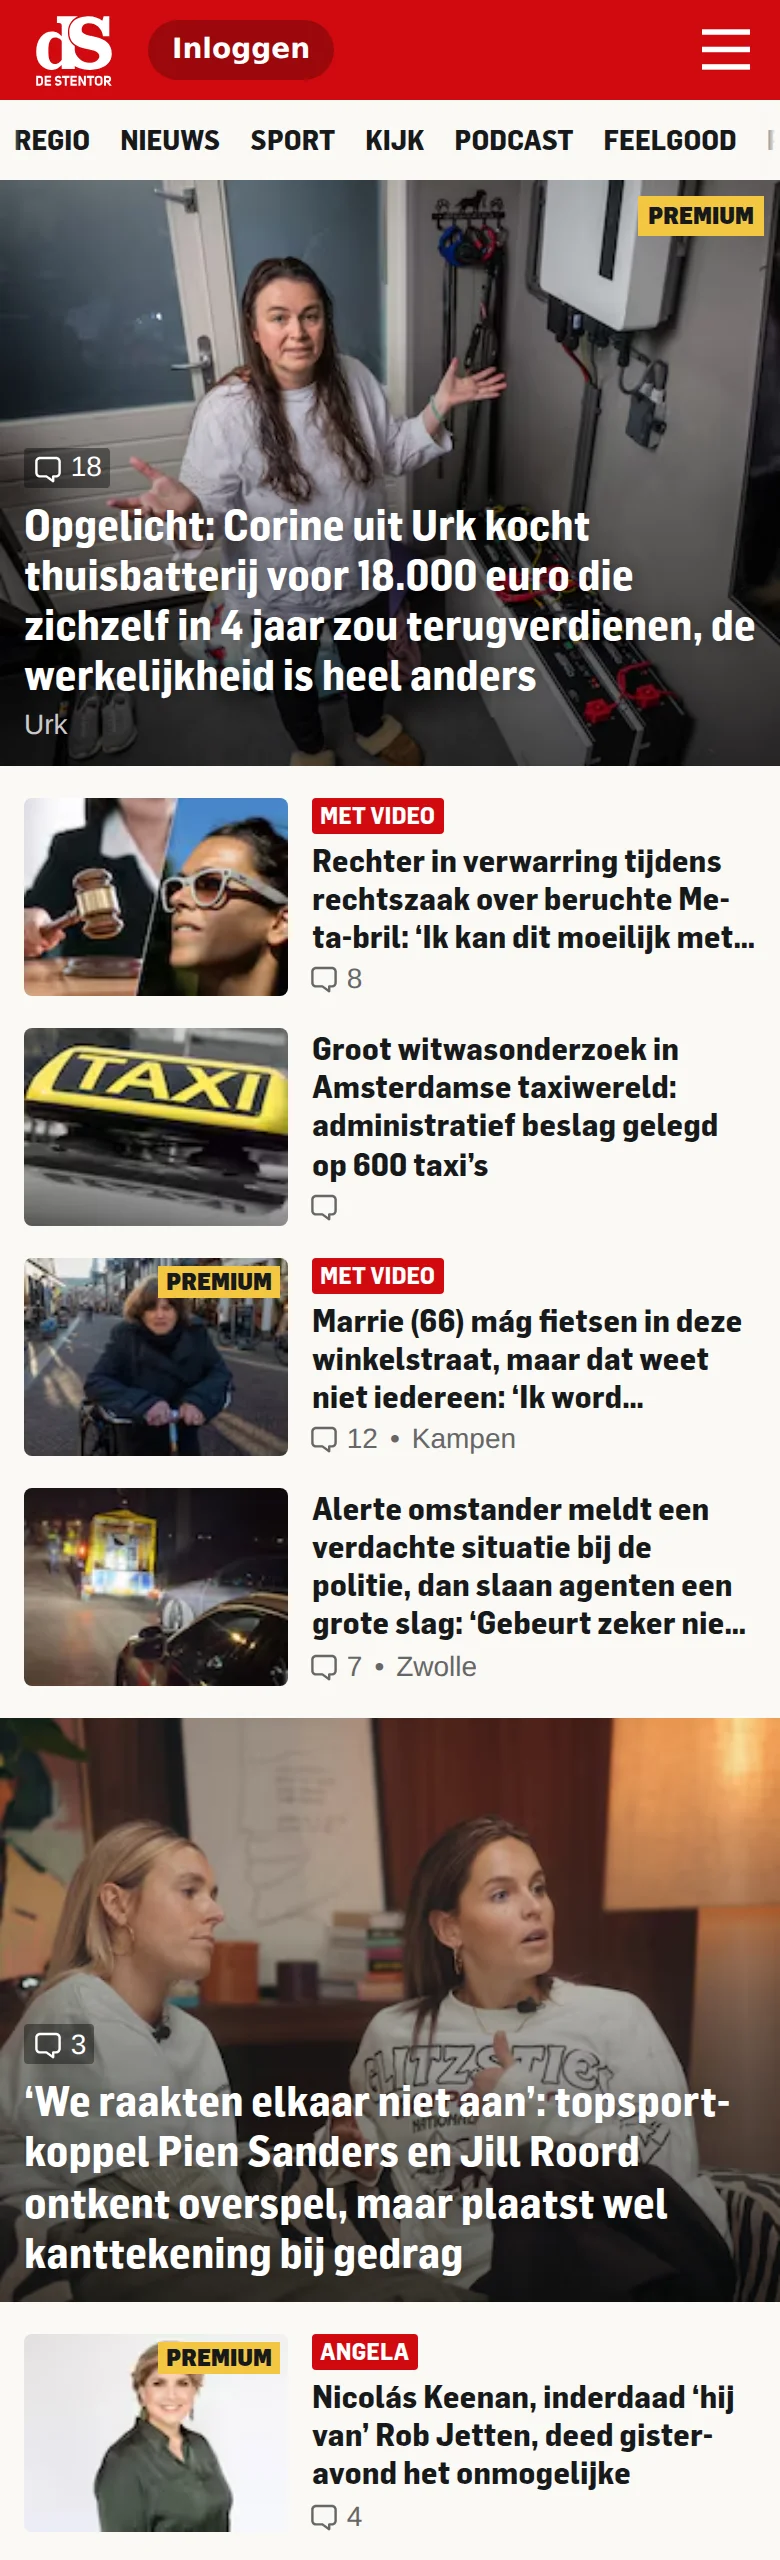 dS
DE STENTOR
Inloggen
REGIO NIEUWS SPORT KIJK PODCAST FEELGOOD
PREMIUM
18
Opgelicht: Corine uit Urk kocht
thuisbatterij voor 18.000 euro die
zichzelf in 4 jaar zou terugverdienen, de
werkelijkheid is heel anders
Urk
MET VIDEO
Rechter in verwarring tijdens
rechtszaak over beruchte Me-
ta-bril: ‘Ik kan dit moeilijk met...
8
TAXI
Groot witwasonderzoek in
Amsterdamse taxiwereld:
administratief beslag gelegd
op 600 taxi’s
PREMIUM
MET VIDEO
Marrie (66) mág fietsen in deze
winkelstraat, maar dat weet
niet iedereen: ‘Ik word...
12 • Kampen
Alerte omstander meldt een
verdachte situatie bij de
politie, dan slaan agenten een
grote slag: ‘Gebeurt zeker nie...
7 • Zwolle
3
‘We raakten elkaar niet aan’: topsport-
koppel Pien Sanders en Jill Roord
ontkent overspel, maar plaatst wel
kanttekening bij gedrag
PREMIUM
ANGELA
Nicolás Keenan, inderdaad ‘hij
van’ Rob Jetten, deed gister-
avond het onmogelijke
4